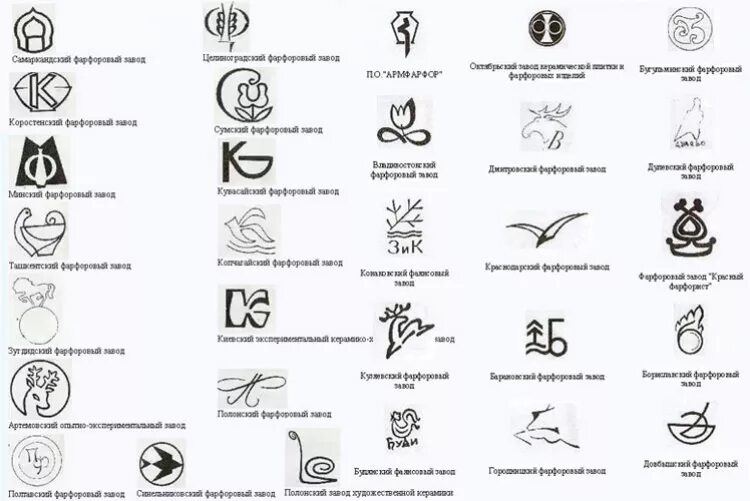 Самаркандский фарфоровый завод
Коростенский фарфоровый завод
Минский фарфоровый завод
Ташкентский фарфоровый завод
Зугдидский фарфоровый завод
Артемовский опытно-экспериментальный завод
Полтавский фарфоровый завод
Синельниковский фарфоровый завод
Целиноградский фарфоровый завод
Сумский фарфоровый завод
Кувасайский фарфоровый завод
Копчагайский фарфоровый завод
Киевский экспериментальный керамико-х
завод
Полонский фарфоровый завод
Полонский завод художественной керамики
П.О."АРМФАРФОР"
Владивостокский
фарфоровый завод
ЗиК
Конаковский фаянсовый
завод
Кузяевский фарфоровый
завод
Буди
Будянский фаянсовый завод
Октябрьский завод керамической плитки и
фарфоровых изделий
В
Дмитровский фарфоровый завод
Краснодарский фарфоровый завод
Б
Барановский фарфоровый завод
Городницкий фарфоровый завод
Бугульминский фарфоровый
завод
Дулевский фарфоровый
завод
Фарфоровый завод "Красный
фарфорист"
Бориславский фарфоровый
завод
Довбышский фарфоровый
завод